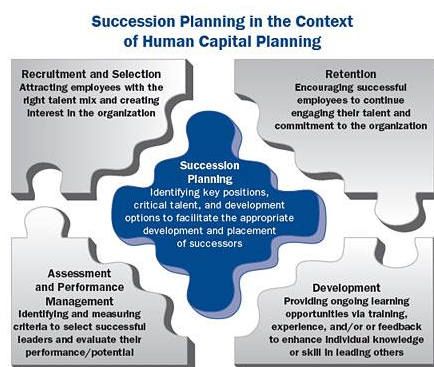 Succession Planning in the Context
of Human Capital Planning
Recruitment and Selection
Attracting employees with the
right talent mix and creating
interest in the organization
Retention
Encouraging successful
employees to continue
engaging their talent and
commitment to the organization
Succession
Planning
Identifying key positions,
critical talent, and development
options to facilitate the appropriate
development and placement
of successors
Assessment
and Performance
Management
Identifying and measuring
criteria to select successful
leaders and evaluate their
performance/potential
Development
Providing ongoing learning
opportunities via training,
experience, and/or or feedback
to enhance individual knowledge
or skill in leading others